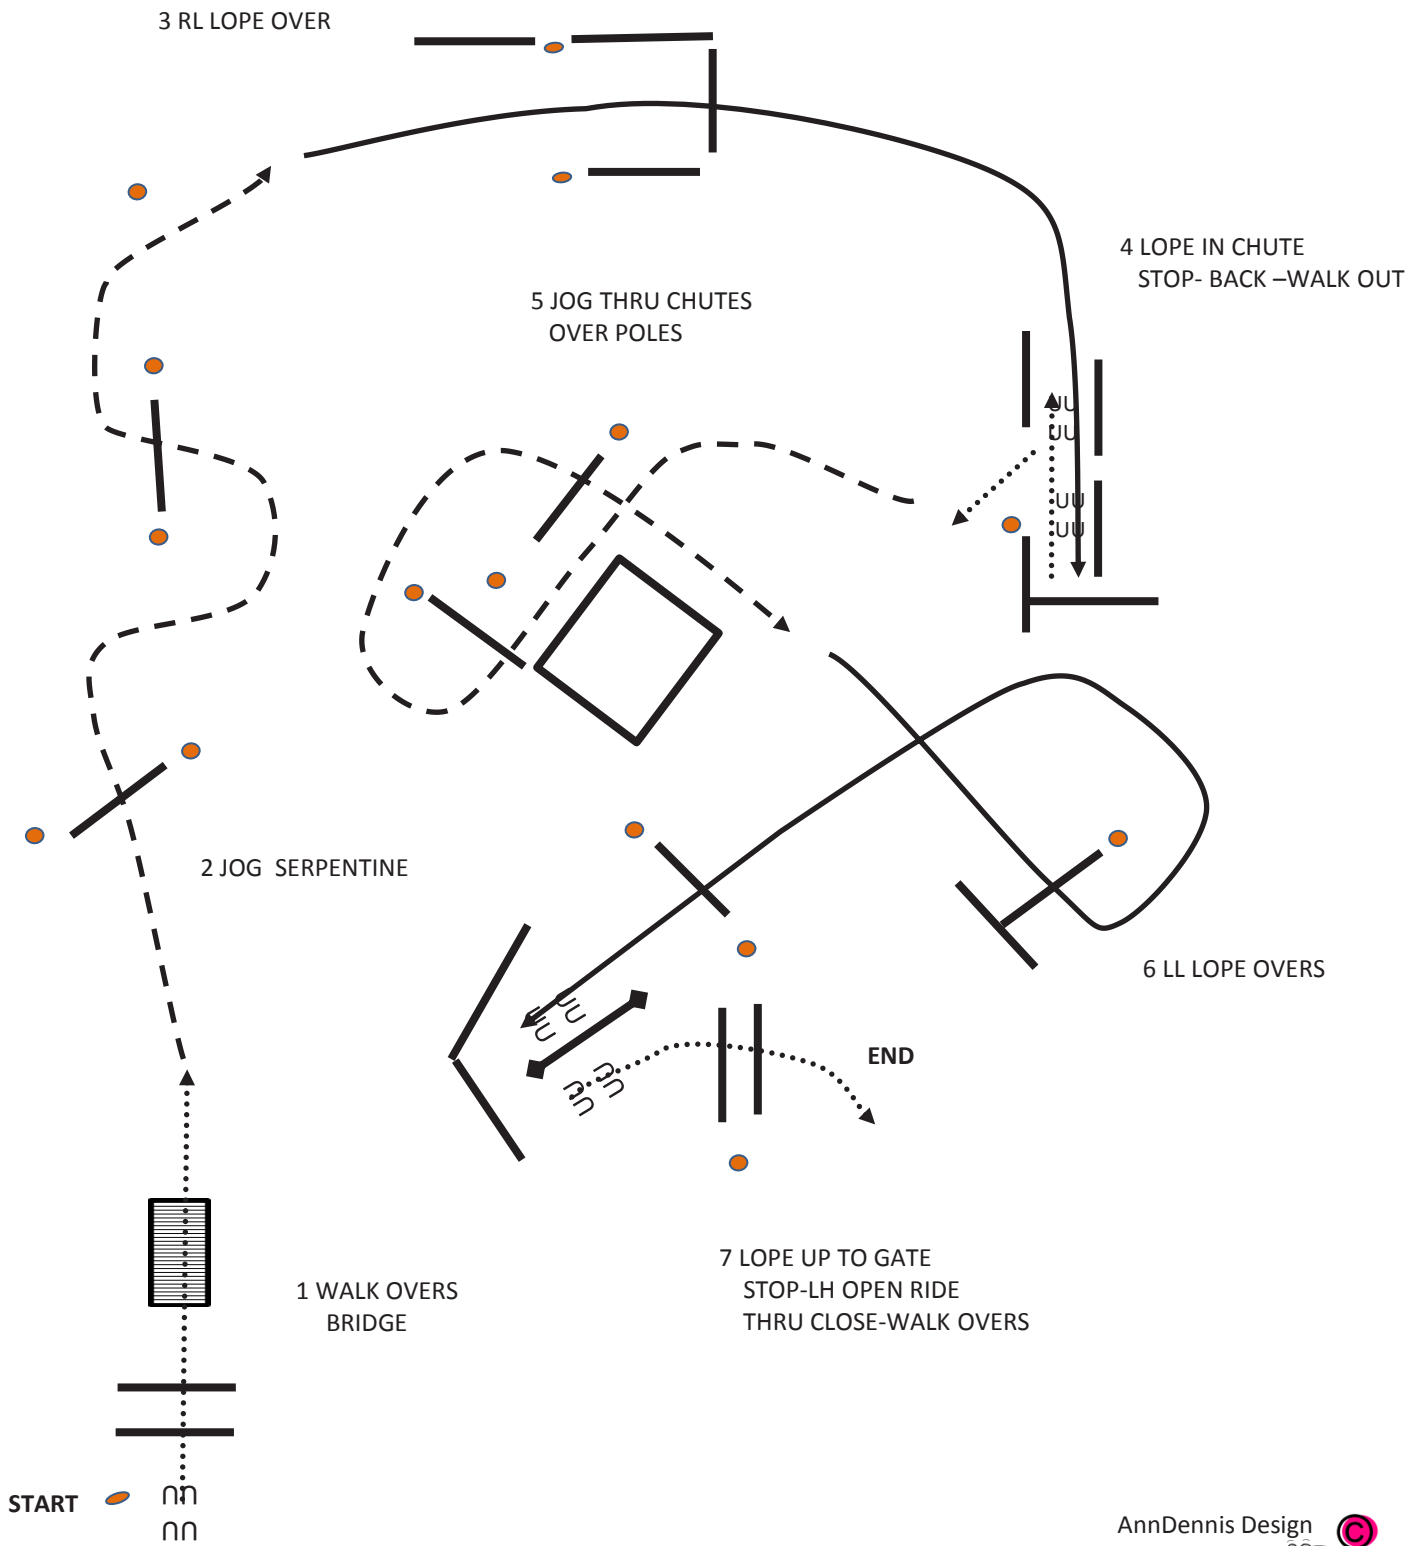 3 RL LOPE OVER
4 LOPE IN CHUTE
STOP- BACK –WALK OUT
5 JOG THRU CHUTES
OVER POLES
2 JOG  SERPENTINE
6 LL LOPE OVERS
END
7 LOPE UP TO GATE
STOP-LH OPEN RIDE
THRU CLOSE-WALK OVERS
1 WALK OVERS
BRIDGE
START
AnnDennis Design
©